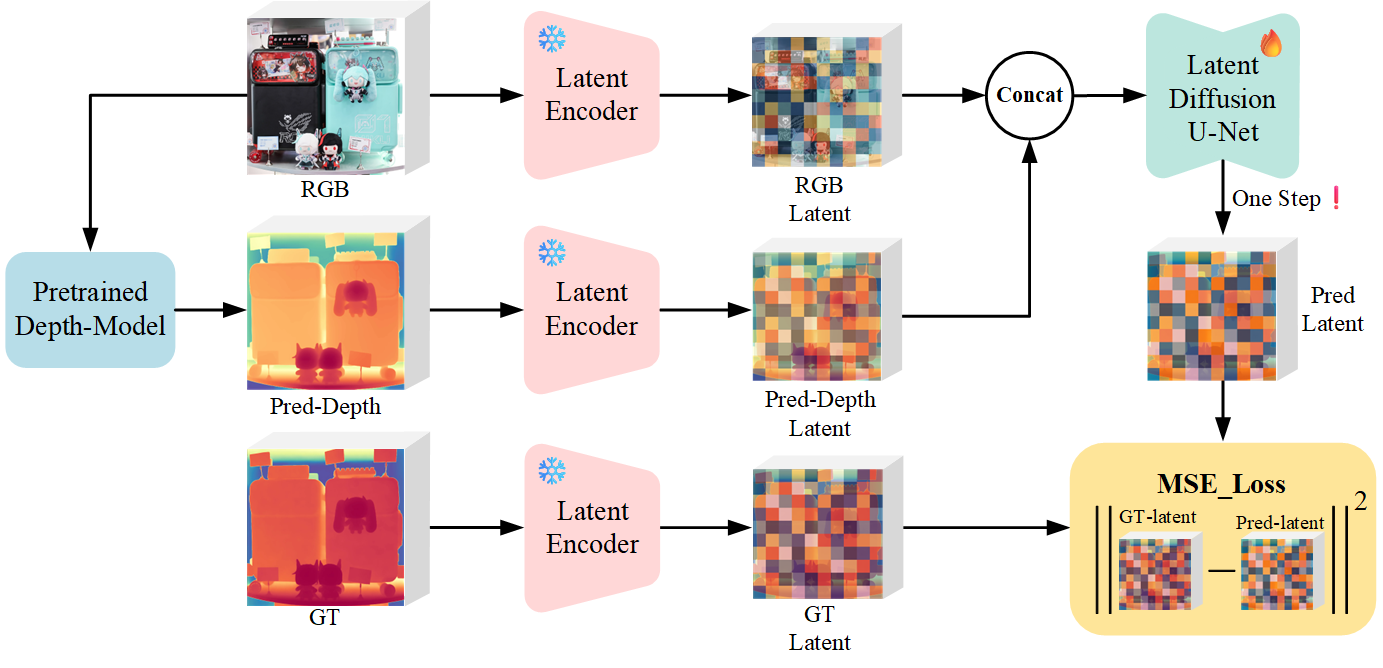 RGB
Latent
Encoder
RGB
Latent
Concat
Latent
Diffusion
U-Net
One Step❗
Pretrained
Depth-Model
Pred-Depth
Latent
Encoder
Pred-Depth
Latent
Pred
Latent
GT
Latent
Encoder
GT
Latent
MSE_Loss
GT-latent
Pred-latent
|| — || 2